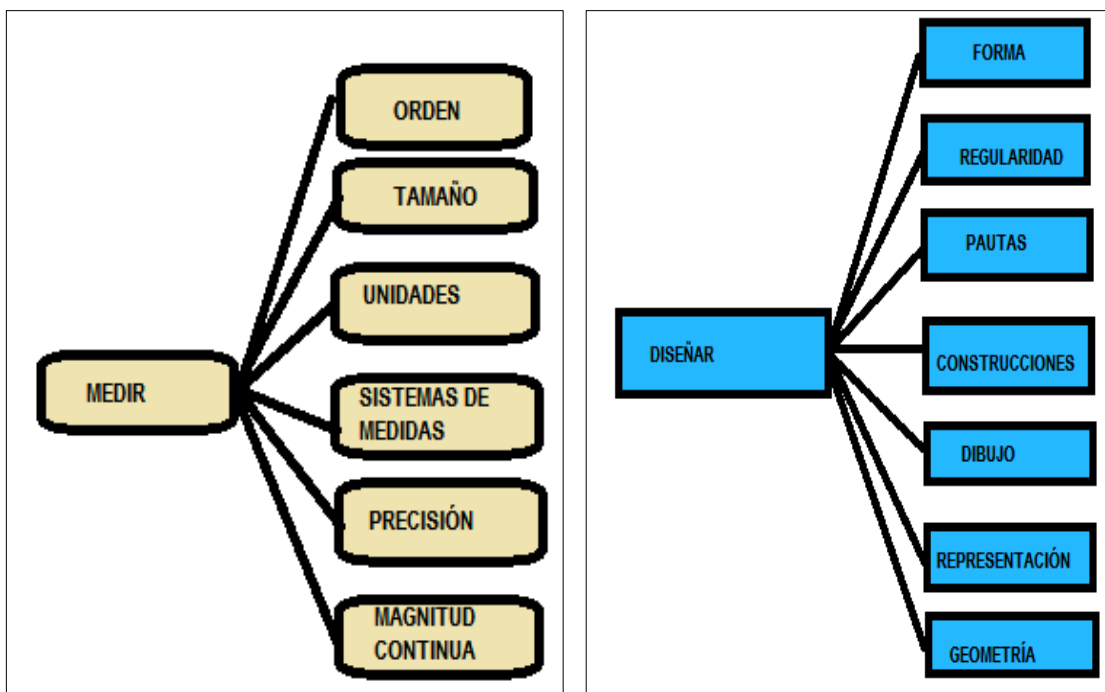 MEDIR
ORDEN
TAMAÑO
UNIDADES
SISTEMAS DE
MEDIDAS
PRECISIÓN
MAGNITUD
CONTINUA
DISEÑAR
FORMA
REGULARIDAD
PAUTAS
CONSTRUCCIONES
DIBUJO
REPRESENTACIÓN
GEOMETRÍA